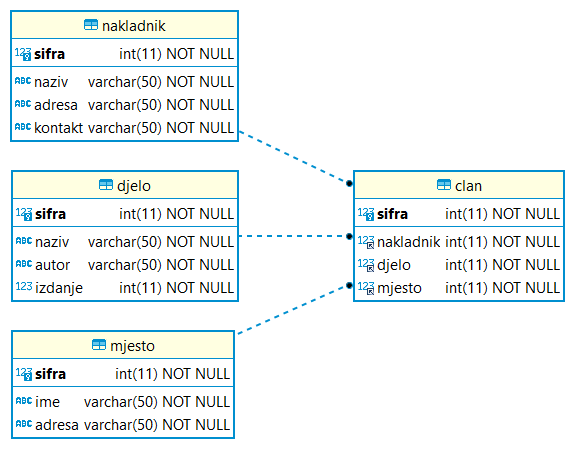 nakladnik
123 sifra int(11) NOT NULL
ABC naziv varchar(50) NOT NULL
ABC adresa varchar(50) NOT NULL
ABC kontakt varchar(50) NOT NULL
djelo
123 sifra int(11) NOT NULL
ABC naziv varchar(50) NOT NULL
ABC autor varchar(50) NOT NULL
123 izdanje int(11) NOT NULL
clan
123 sifra int(11) NOT NULL
123 nakladnik int(11) NOT NULL
123 djelo int(11) NOT NULL
123 mjesto int(11) NOT NULL
mjesto
123 sifra int(11) NOT NULL
ABC ime varchar(50) NOT NULL
ABC adresa varchar(50) NOT NULL